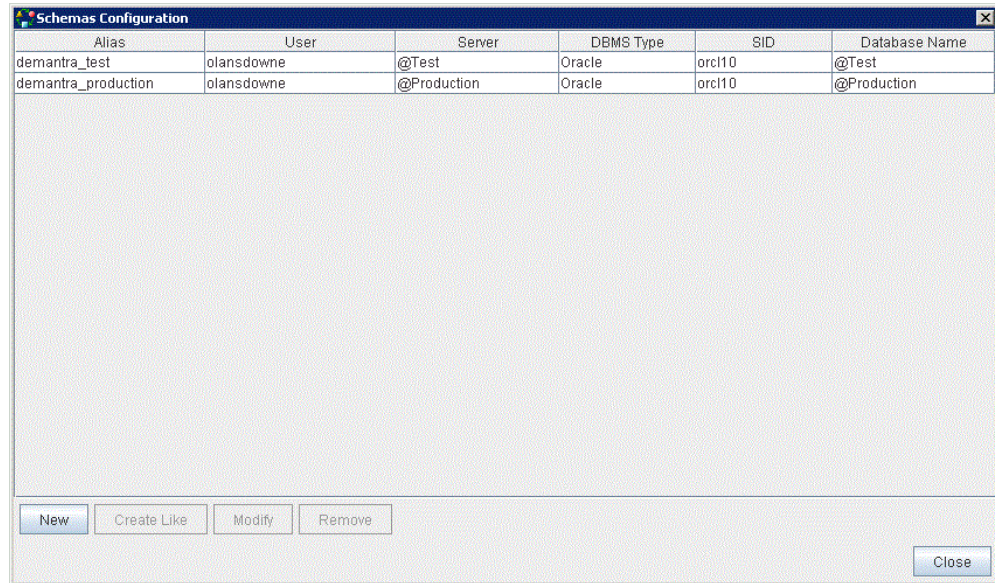 Schemas Configuration
Alias User Server DBMS Type SID Database Name
demantra_test olansdowne @Test Oracle orcl10 @Test
demantra_production olansdowne @Production Oracle orcl10 @Production
New Create Like Modify Remove
Close